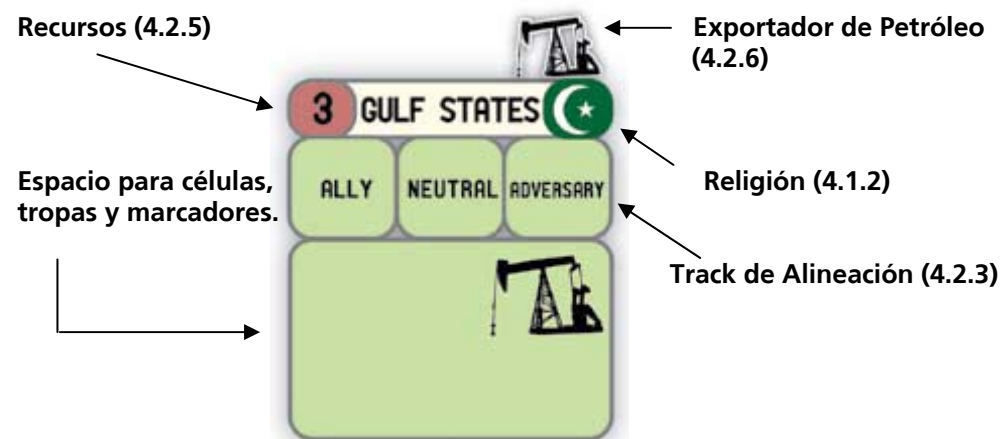 Recursos (4.2.5)
Exportador de Petróleo
(4.2.6)
3 GULF STATES
Espacio para células,
tropas y marcadores.
ALLY NEUTRAL ADVERSARY
Religión (4.1.2)
Track de Alineación (4.2.3)